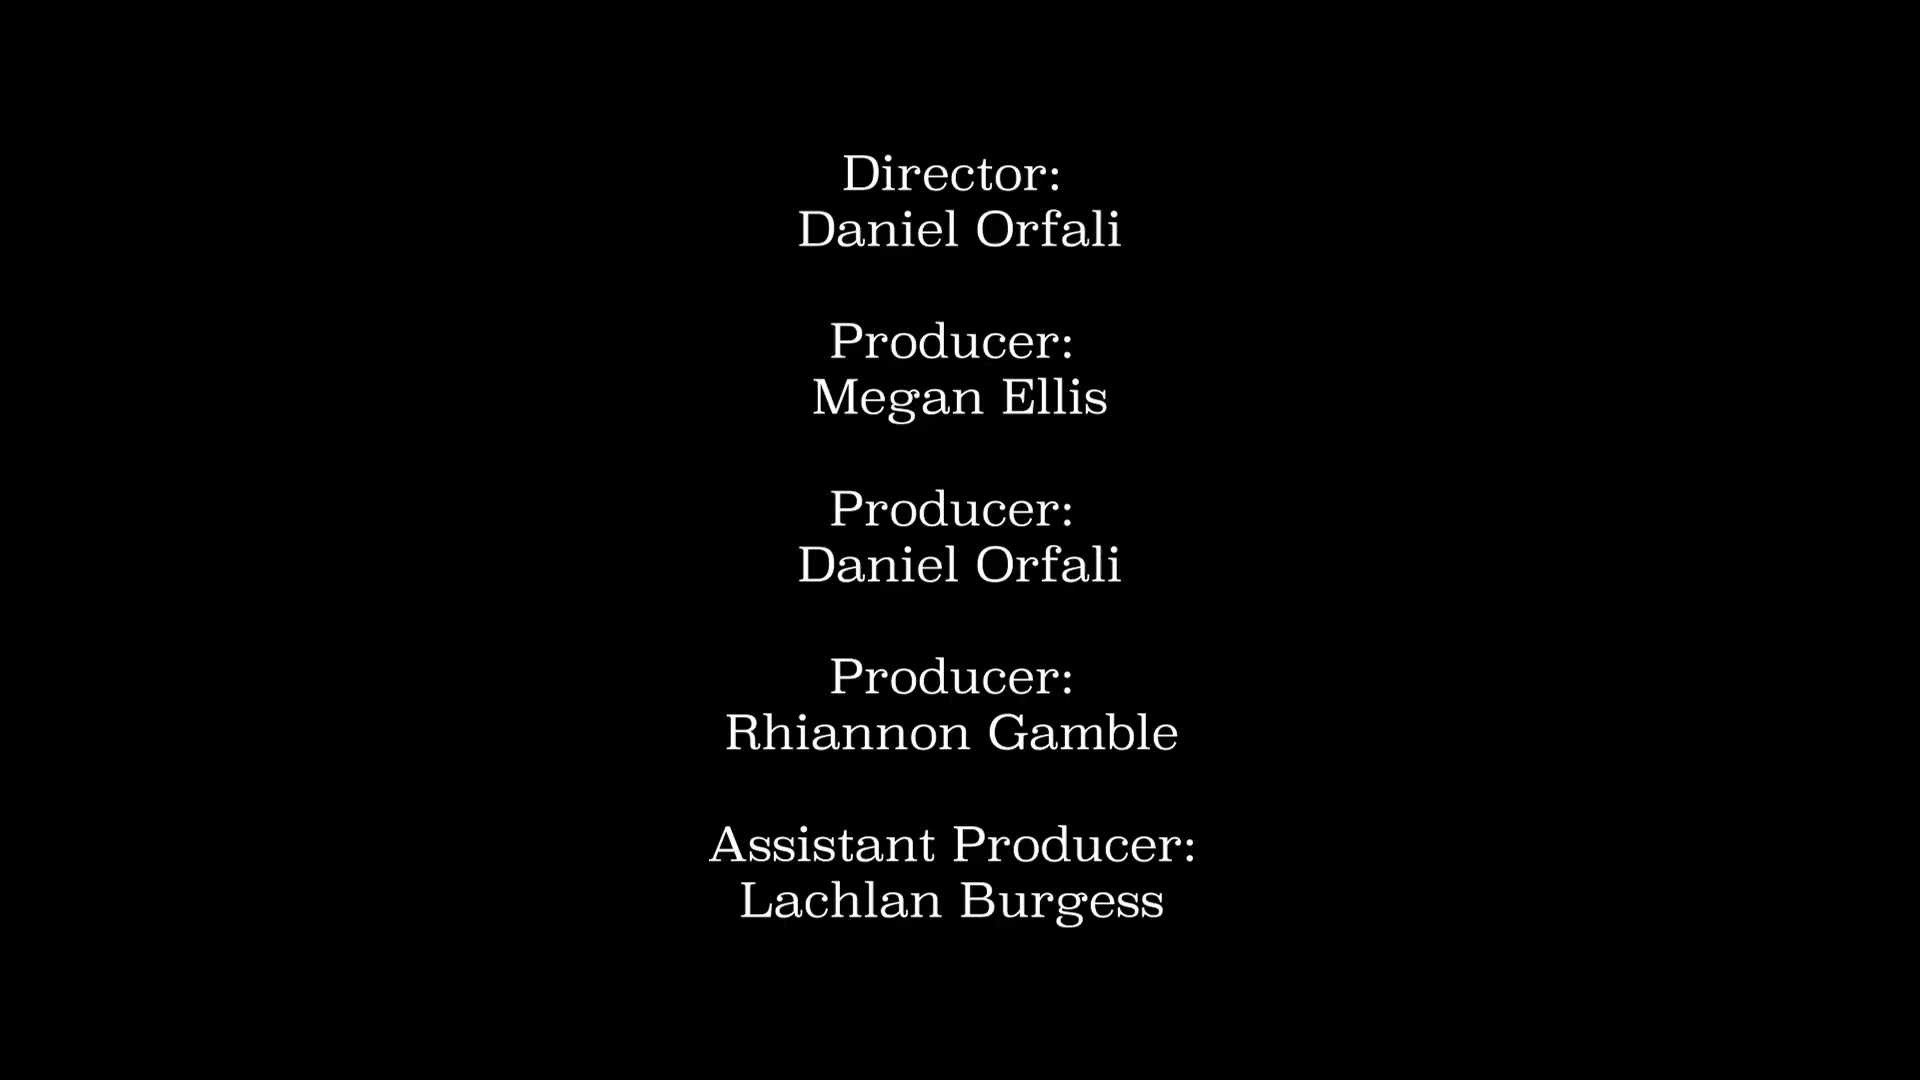 Director:
Daniel Orfali
Producer:
Megan Ellis
Producer:
Daniel Orfali
Producer:
Rhiannon Gamble
Assistant Producer:
Lachlan Burgess